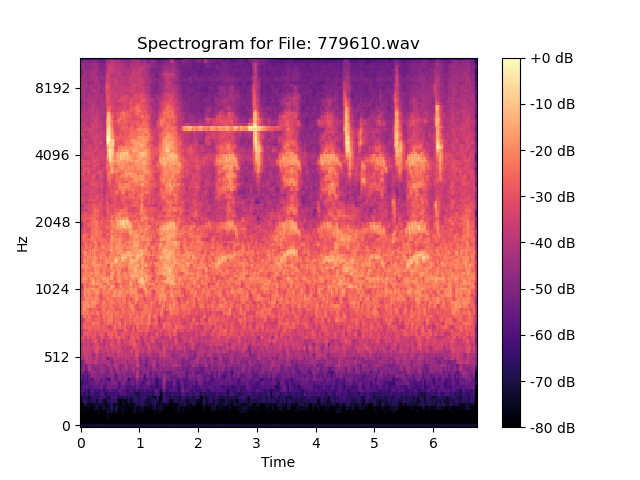 Spectrogram for File: 779610.wav
8192
4096
2048
1024
512
0
Hz
0 1 2 3 4 5 6
Time
+0 dB
-10 dB
-20 dB
-30 dB
-40 dB
-50 dB
-60 dB
-70 dB
-80 dB